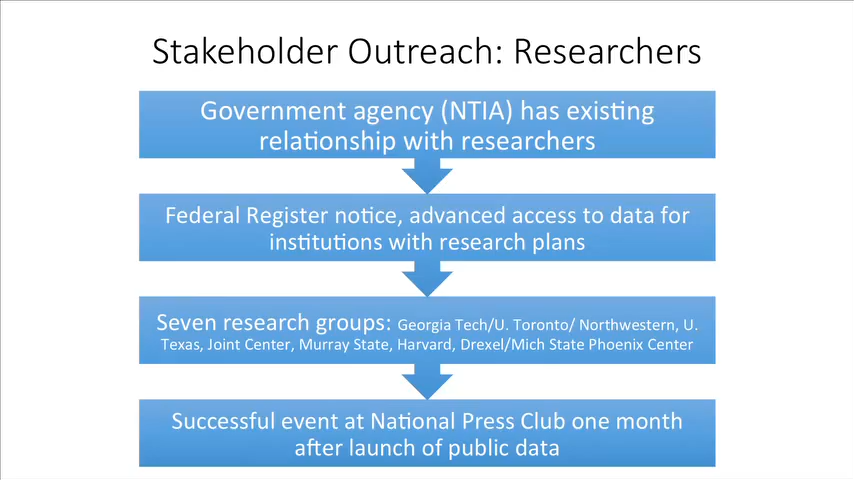 Stakeholder Outreach: Researchers
Government agency (NTIA) has existing
relationship with researchers
Federal Register notice, advanced access to data for
institutions with research plans
Seven research groups: Georgia Tech/U. Toronto/ Northwestern, U.
Texas, Joint Center, Murray State, Harvard, Drexel/Mich State Phoenix Center
Successful event at National Press Club one month
after launch of public data